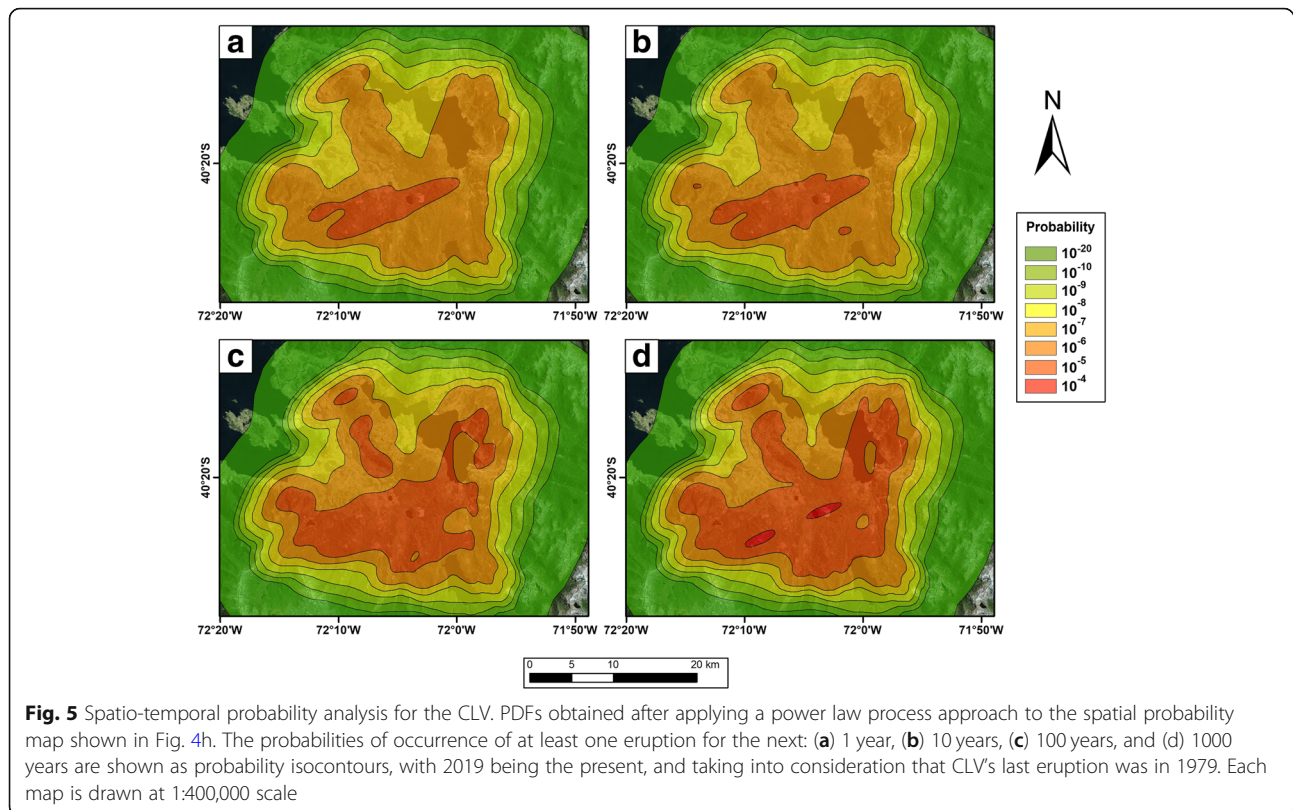 a
b
N
40°20'S
40°20'S
72°20'W 72°10'W 72°0'W 71°50'W
72°20'W 72°10'W 72°0'W 71°50'W
Probability
10-20
10-10
10-9
10-8
10-7
10-6
10-5
10-4
c
d
40°20'S
40°20'S
72°20'W 72°10'W 72°0'W 71°50'W
72°20'W 72°10'W 72°0'W 71°50'W
0 5 10 20 km
Fig. 5 Spatio-temporal probability analysis for the CLV. PDFs obtained after applying a power law process approach to the spatial probability
map shown in Fig. 4h. The probabilities of occurrence of at least one eruption for the next: (a) 1 year, (b) 10 years, (c) 100 years, and (d) 1000
years are shown as probability isocontours, with 2019 being the present, and taking into consideration that CLV's last eruption was in 1979. Each
map is drawn at 1:400,000 scale